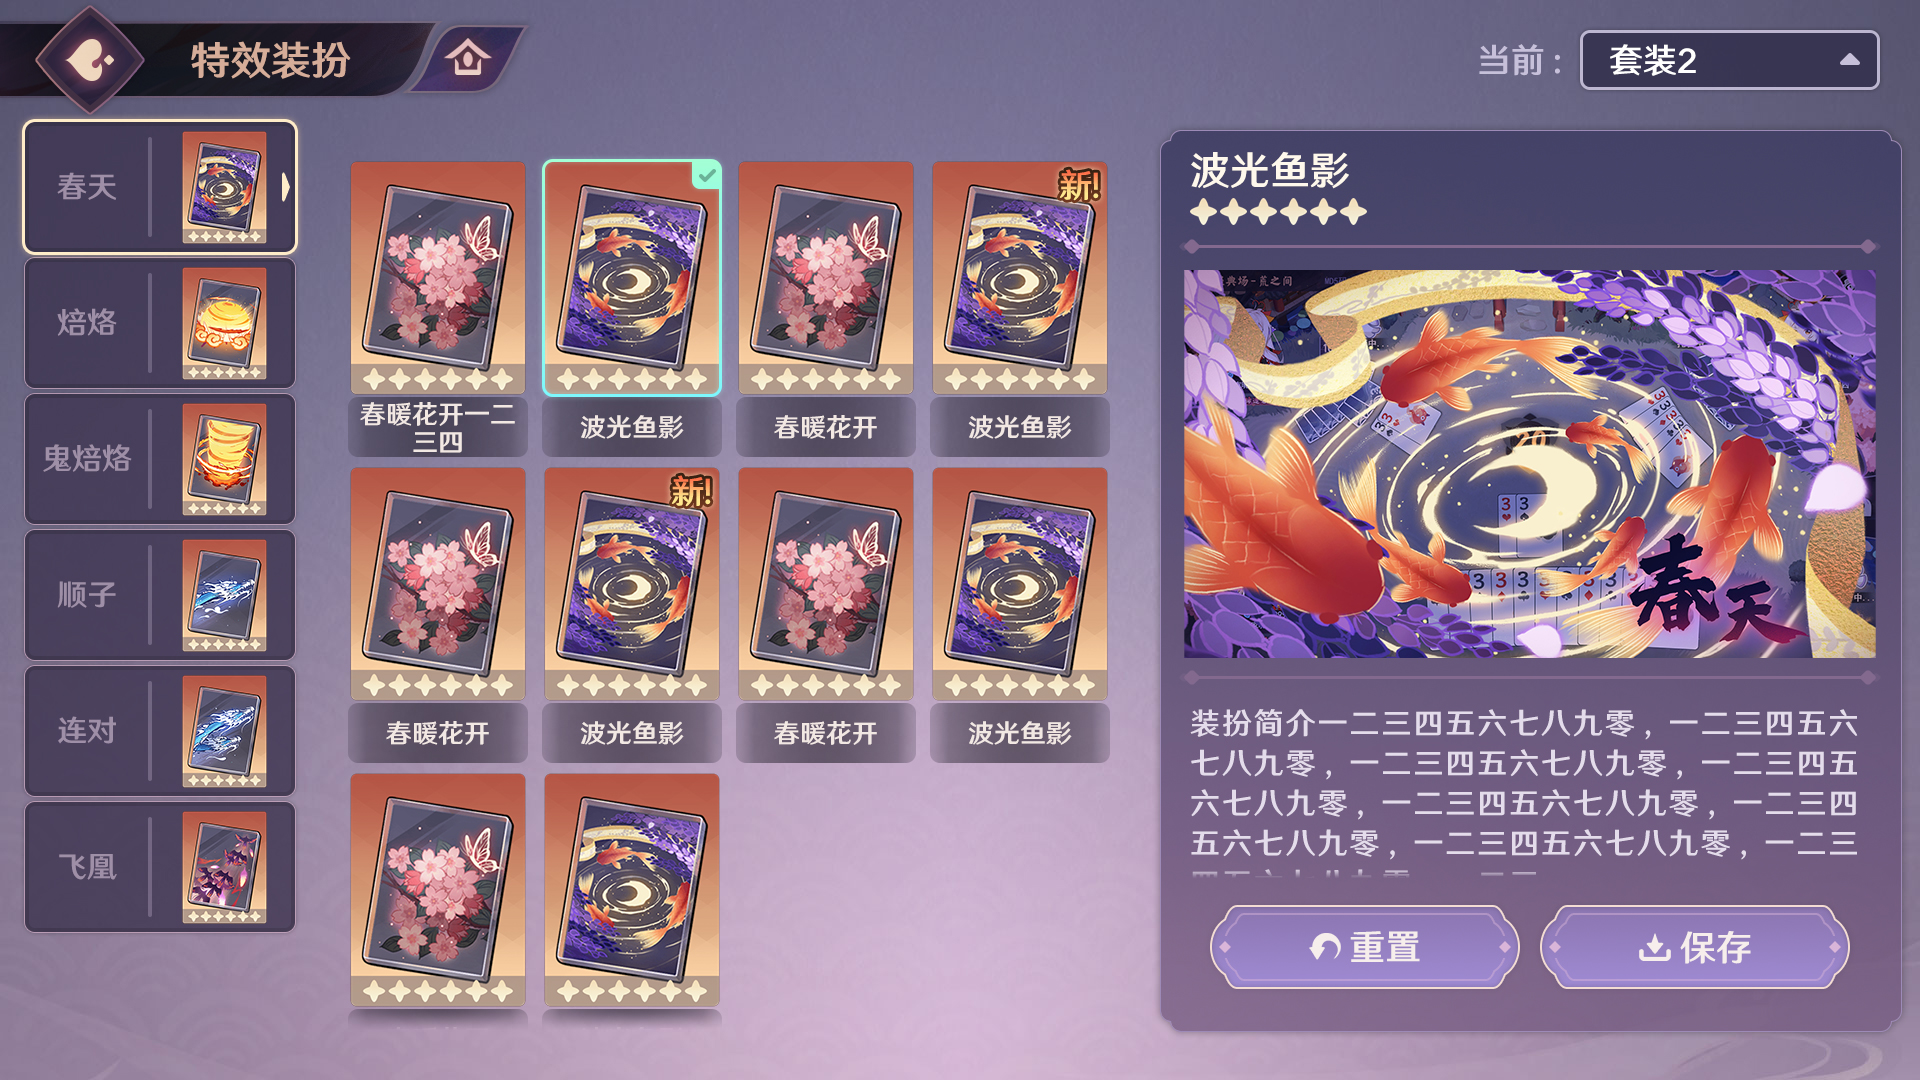 特效装扮
当前：
套装2
春天
焙烙
鬼焙烙
顺子
连对
飞凰
春暖花开一二
三四
波光鱼影
春暖花开
新!
波光鱼影
春暖花开
新!
波光鱼影
春暖花开
波光鱼影
波光鱼影
春天
装扮简介一二三四五六七八九零，一二三四五六
七八九零，一二三四五六七八九零，一二三四五
六七八九零，一二三四五六七八九零，一二三四
五六七八九零，一二三四五六七八九零，一二三
重置
保存